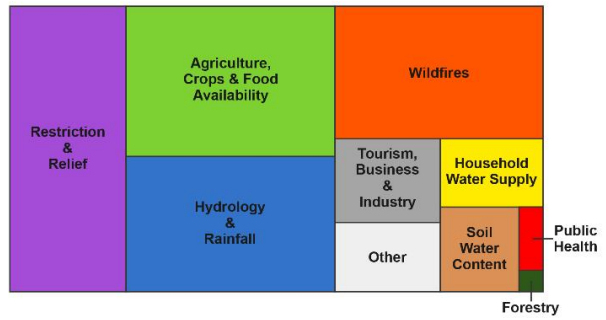 Restriction
&
Relief
Agriculture,
Crops & Food
Availability
Hydrology
&
Rainfall
Wildfires
Tourism,
Business
&
Industry
Other
Household
Water Supply
Soil
Water
Content
Public
Health
Forestry